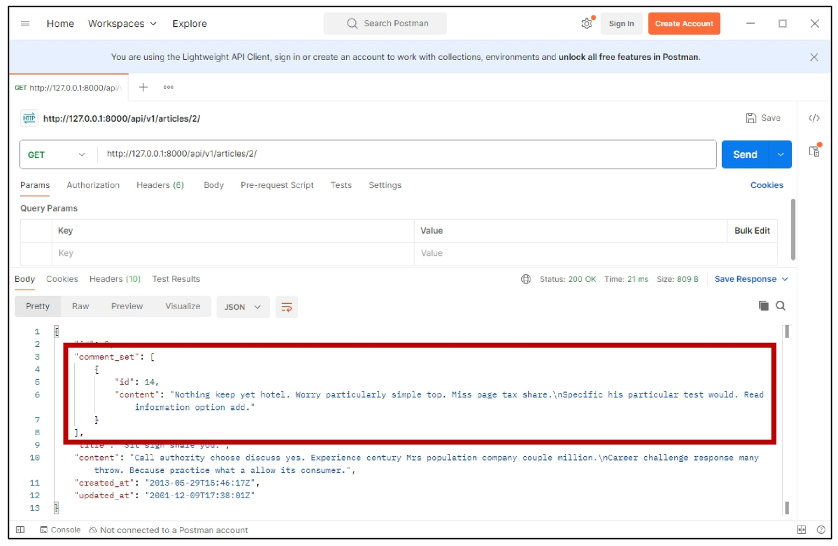 Home Workspaces Explore Search Postman Sign In Create Account
You are using the Lightweight API Client, sign in or create an account to work with collections, environments and unlock all free features in Postman.
GET http://127.0.0.1:8000/api/v
HTTP http://127.0.0.1:8000/api/v1/articles/2/ Save
GET http://127.0.0.1:8000/api/v1/articles/2/ Send
Params Authorization Headers (6) Body Pre-request Script Tests Settings Cookies
Query Params
Key Value Bulk Edit
Key Value
Body Cookies Headers (10) Test Results Status: 200 OK Time: 21 ms Size: 809 B Save Response
Pretty Raw Preview Visualize JSON
1 {
2
3 "comment_set": [
4 {
5 "id": 14,
6 "content": "Nothing keep yet hotel. Worry particularly simple top. Miss page tax share.\nSpecific his particular test would. Read
information option add."
7 }
8 ],
9 "title": "Sit sign share you.",
10 "content": "Call authority choose discuss yes. Experience century Mrs population company couple million.\nCareer challenge response many
throw. Because practice what a allow its consumer.",
11 "created_at": "2013-05-29T15:46:17Z",
12 "updated_at": "2001-12-09T17:38:01Z"
13 }
Console Not connected to a Postman account